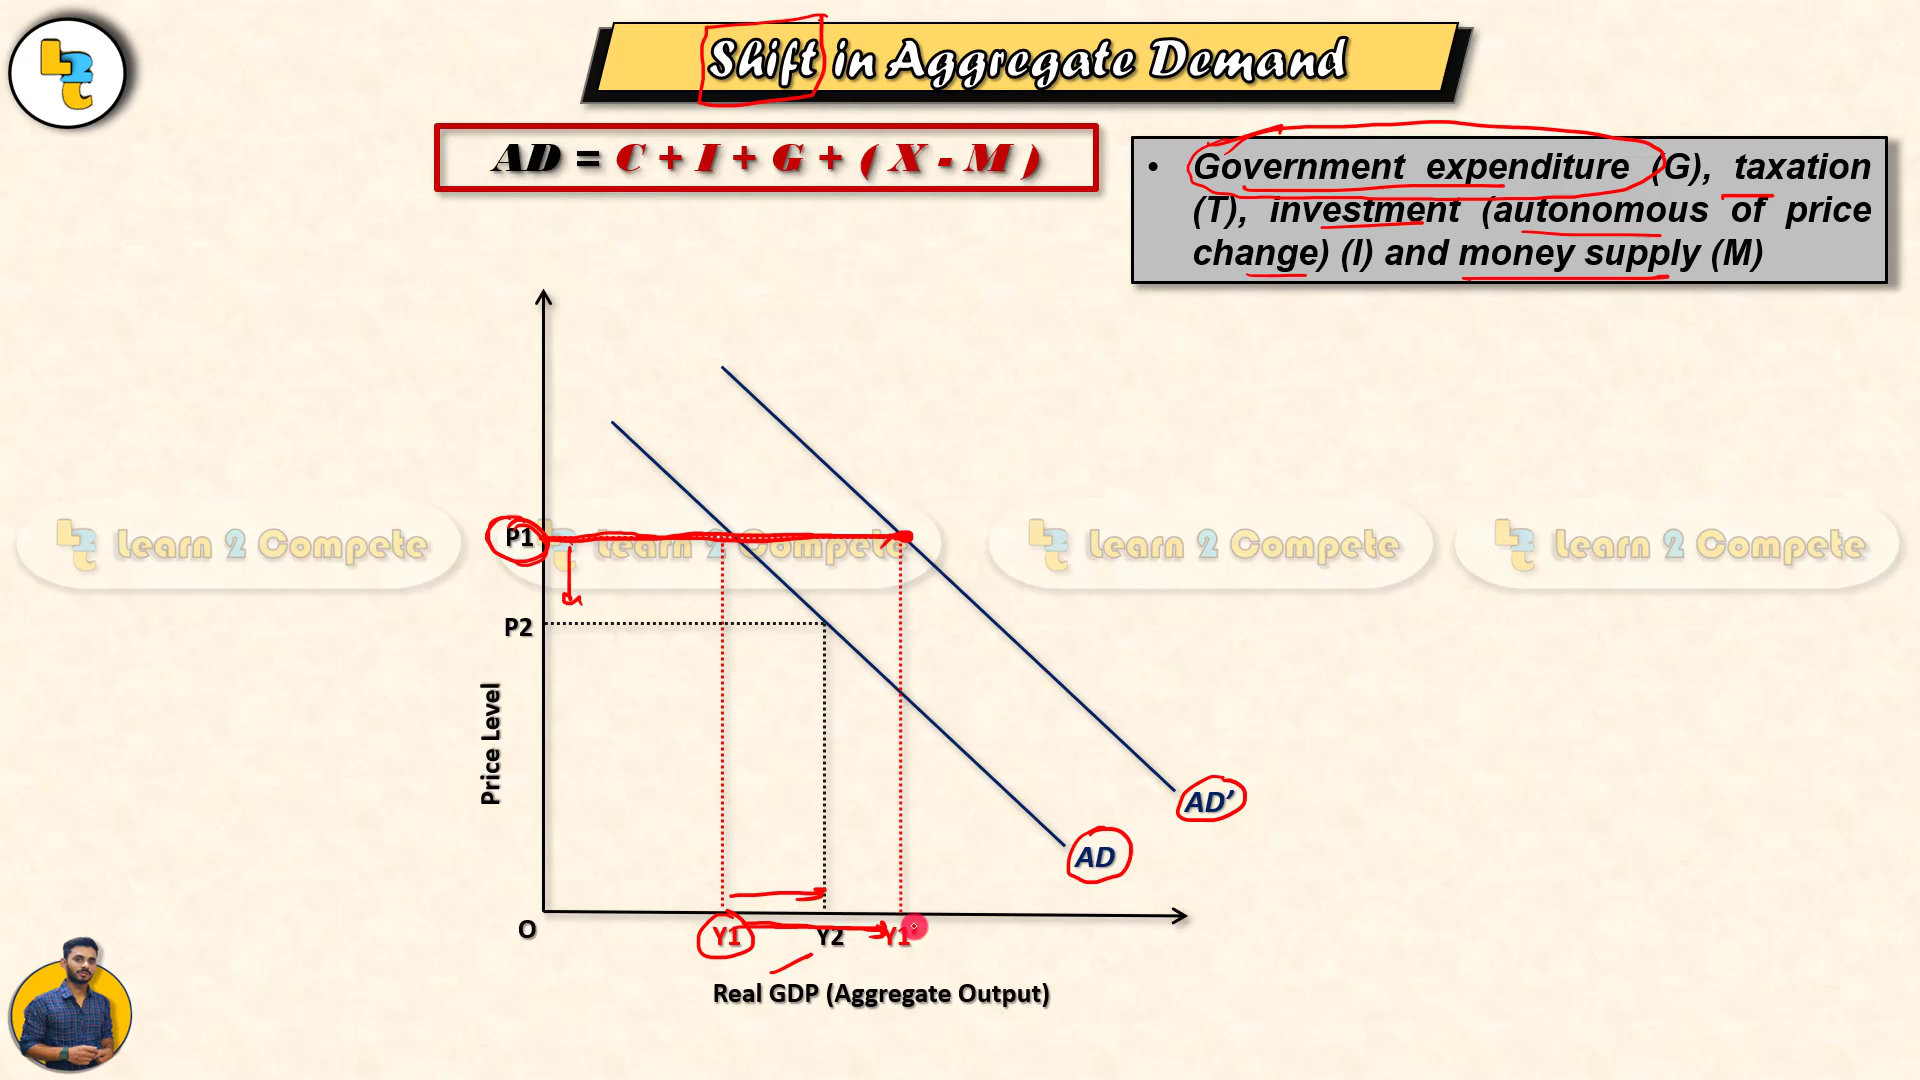 Shift in Aggregate Demand
AD = C + I + G + ( X - M )
• Government expenditure (G), taxation
(T), investment (autonomous of price
change) (I) and money supply (M)
P1
Learn 2 Compete
Learn 2 Compete
Learn 2 Compete
Learn 2 Compete
P2
Price Level
AD’
AD
O
Y1
Y2
Y1’
Real GDP (Aggregate Output)